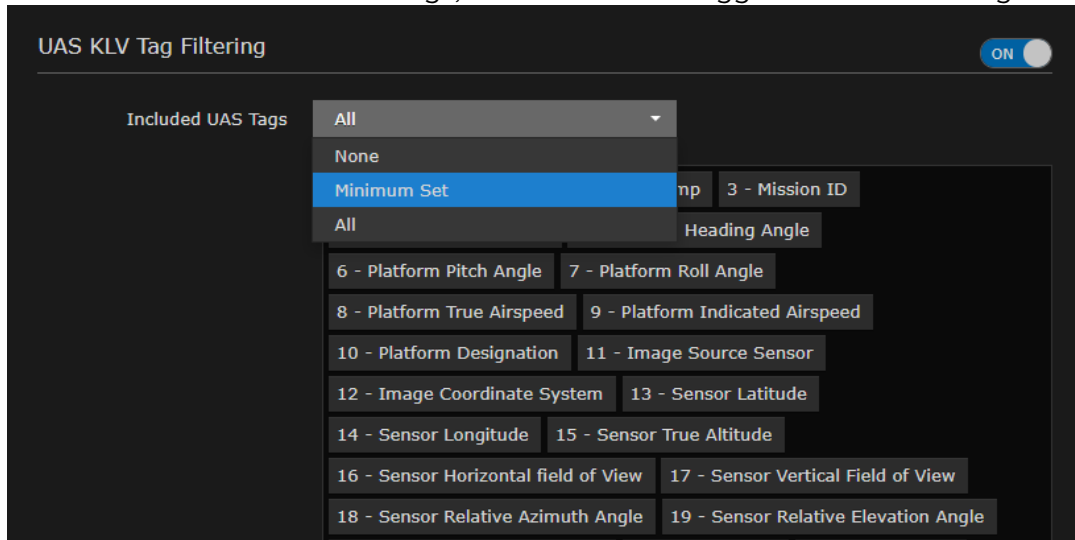 UAS KLV Tag Filtering
ON
Included UAS Tags
All
None
Minimum Set
All
3 - Mission ID
Heading Angle
6 - Platform Pitch Angle 7 - Platform Roll Angle
8 - Platform True Airspeed 9 - Platform Indicated Airspeed
10 - Platform Designation 11 - Image Source Sensor
12 - Image Coordinate System 13 - Sensor Latitude
14 - Sensor Longitude 15 - Sensor True Altitude
16 - Sensor Horizontal field of View 17 - Sensor Vertical Field of View
18 - Sensor Relative Azimuth Angle 19 - Sensor Relative Elevation Angle